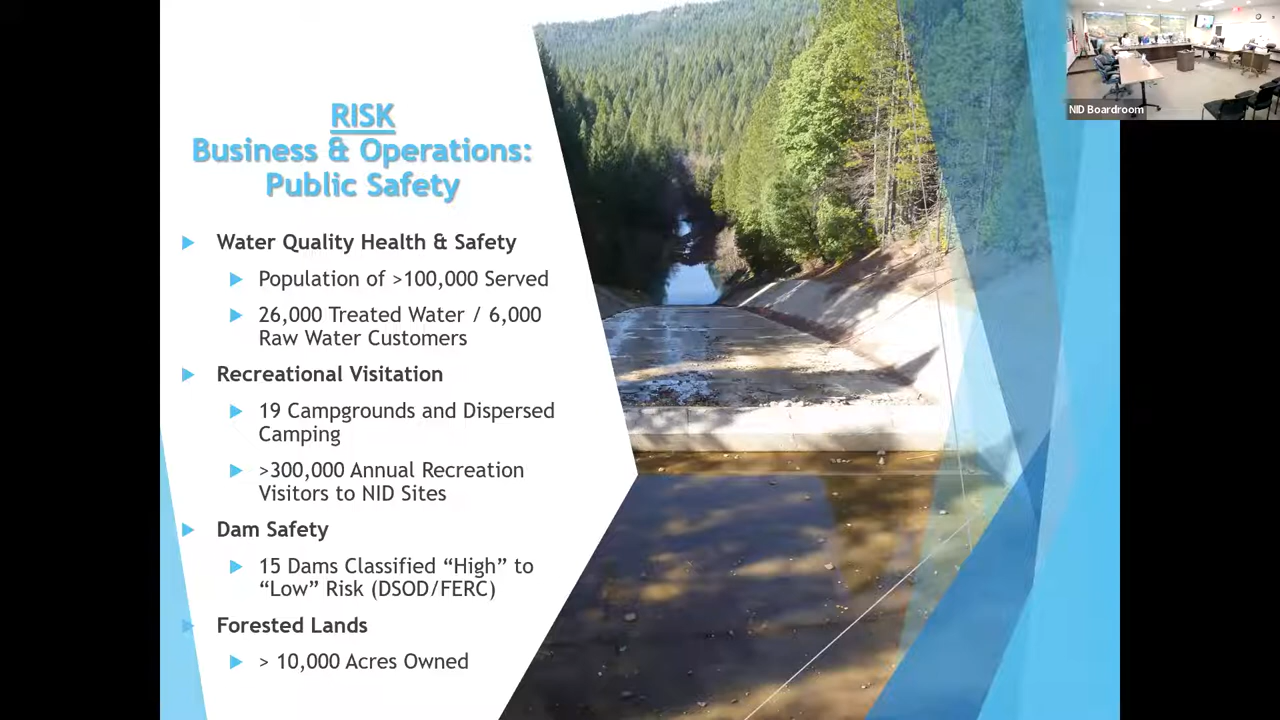 RISK
Business & Operations:
Public Safety
Water Quality Health & Safety
Population of >100,000 Served
26,000 Treated Water / 6,000
Raw Water Customers
Recreational Visitation
19 Campgrounds and Dispersed
Camping
>300,000 Annual Recreation
Visitors to NID Sites
Dam Safety
15 Dams Classified “High” to
“Low” Risk (DSOD/FERC)
Forested Lands
> 10,000 Acres Owned
NID Boardroom